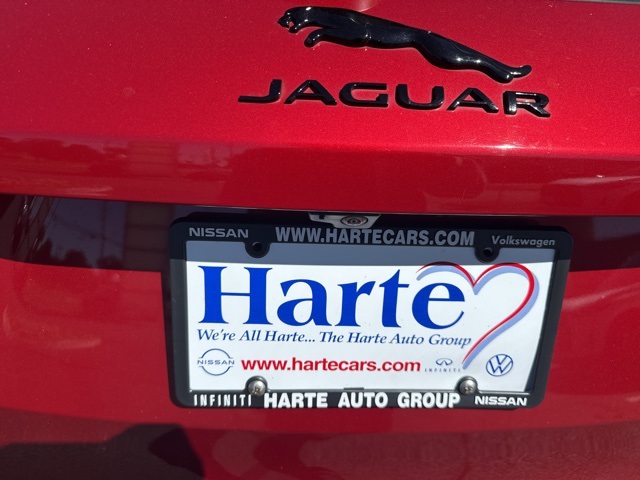 JAGUAR
NISSAN WWW.HARTECARS.COM Volkswagen
Harte
We're All Harte... The Harte Auto Group
NISSAN www.hartecars.com INFINITI
INFINITI HARTE AUTO GROUP NISSAN